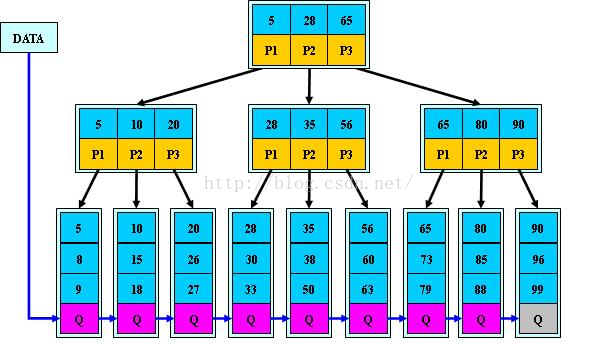 5 28 65
DATA
P1 P2 P3
5 10 20
28 35 56
65 80 90
P1 P2 P3
P1 P2 P3
P1 P2 P3
http://blog.csdn.net/
5 10 20 28 35 56 65 80 90
8 15 26 30 38 60 73 85 96
9 18 27 33 50 63 79 88 99
Q Q Q Q Q Q Q Q Q